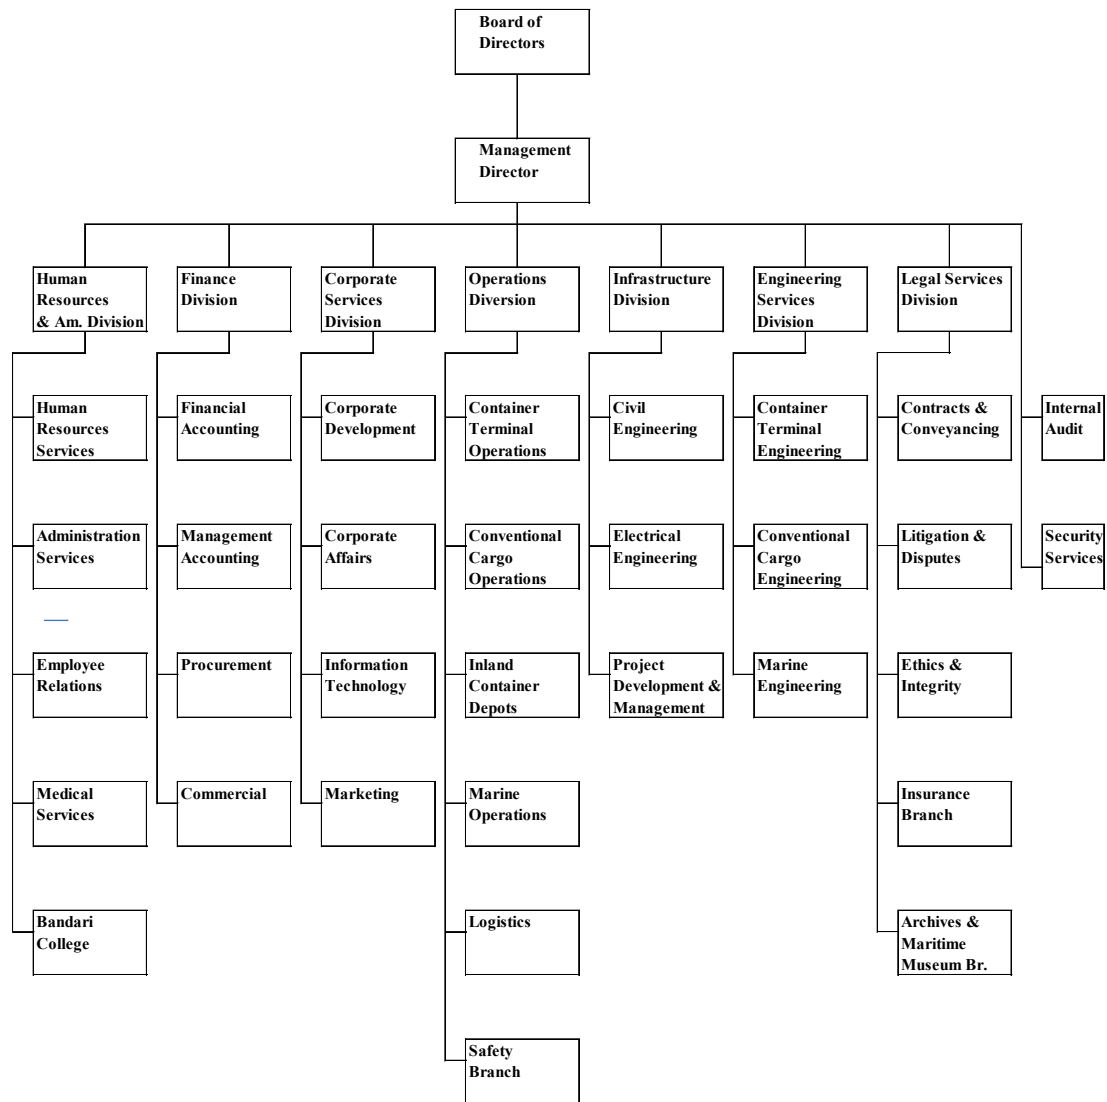 Board of
Directors
Management
Director
Human
Resources
& Am. Division
Finance
Division
Corporate
Services
Division
Operations
Diversion
Infrastructure
Division
Engineering
Services
Division
Legal Services
Division
Human
Resources
Services
Financial
Accounting
Corporate
Development
Container
Terminal
Operations
Civil
Engineering
Container
Terminal
Engineering
Contracts &
Conveyancing
Internal
Audit
Administration
Services
Management
Accounting
Corporate
Affairs
Conventional
Cargo
Operations
Electrical
Engineering
Conventional
Cargo
Engineering
Litigation &
Disputes
Security
Services
Employee
Relations
Procurement
Information
Technology
Inland
Container
Depots
Project
Development &
Management
Marine
Engineering
Ethics &
Integrity
Medical
Services
Commercial
Marketing
Marine
Operations
Insurance
Branch
Bandari
College
Logistics
Archives &
Maritime
Museum Br.
Safety
Branch